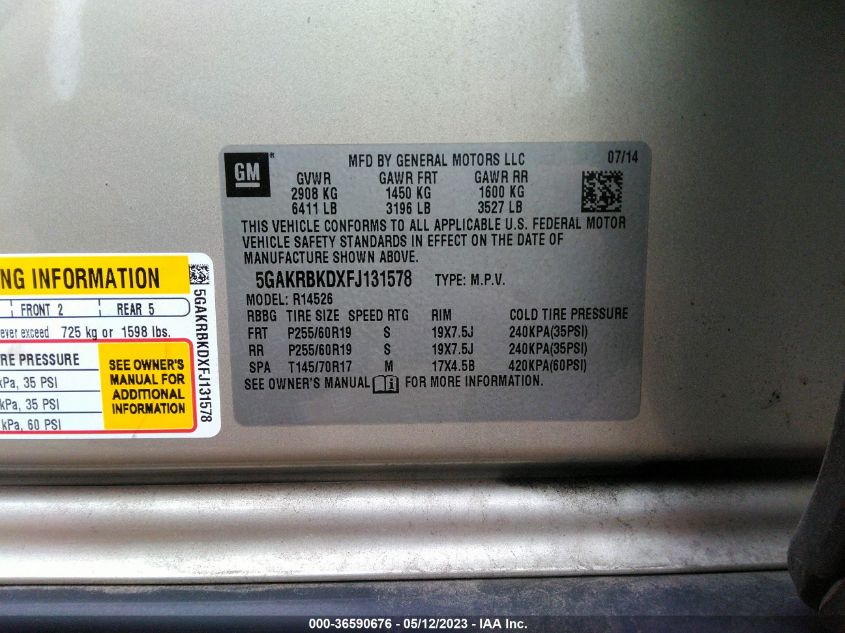 GM
MFD BY GENERAL MOTORS LLC 07/14
GVWR GAWR FRT GAWR RR
2908 KG 1450 KG 1600 KG
6411 LB 3196 LB 3527 LB
THIS VEHICLE CONFORMS TO ALL APPLICABLE U.S. FEDERAL MOTOR
VEHICLE SAFETY STANDARDS IN EFFECT ON THE DATE OF
MANUFACTURE SHOWN ABOVE.
5GAKRBKDXFJ131578 TYPE: M.P.V.
MODEL: R14526
RBBG TIRE SIZE SPEED RTG RIM COLD TIRE PRESSURE
FRT P255/60R19 S 19X7.5J 240KPA(35PSI)
RR P255/60R19 S 19X7.5J 240KPA(35PSI)
SPA T145/70R17 M 17X4.5B 420KPA(60PSI)
SEE OWNER'S MANUAL FOR MORE INFORMATION.
NG INFORMATION
FRONT 2 REAR 5
ever exceed 725 kg or 1598 lbs.
RE PRESSURE
kPa, 35 PSI
kPa, 35 PSI
kPa, 60 PSI
SEE OWNER'S
MANUAL FOR
ADDITIONAL
INFORMATION
5GAKRBKDXFJ131578
000-36590676 - 05/12/2023 - © IAA Inc.